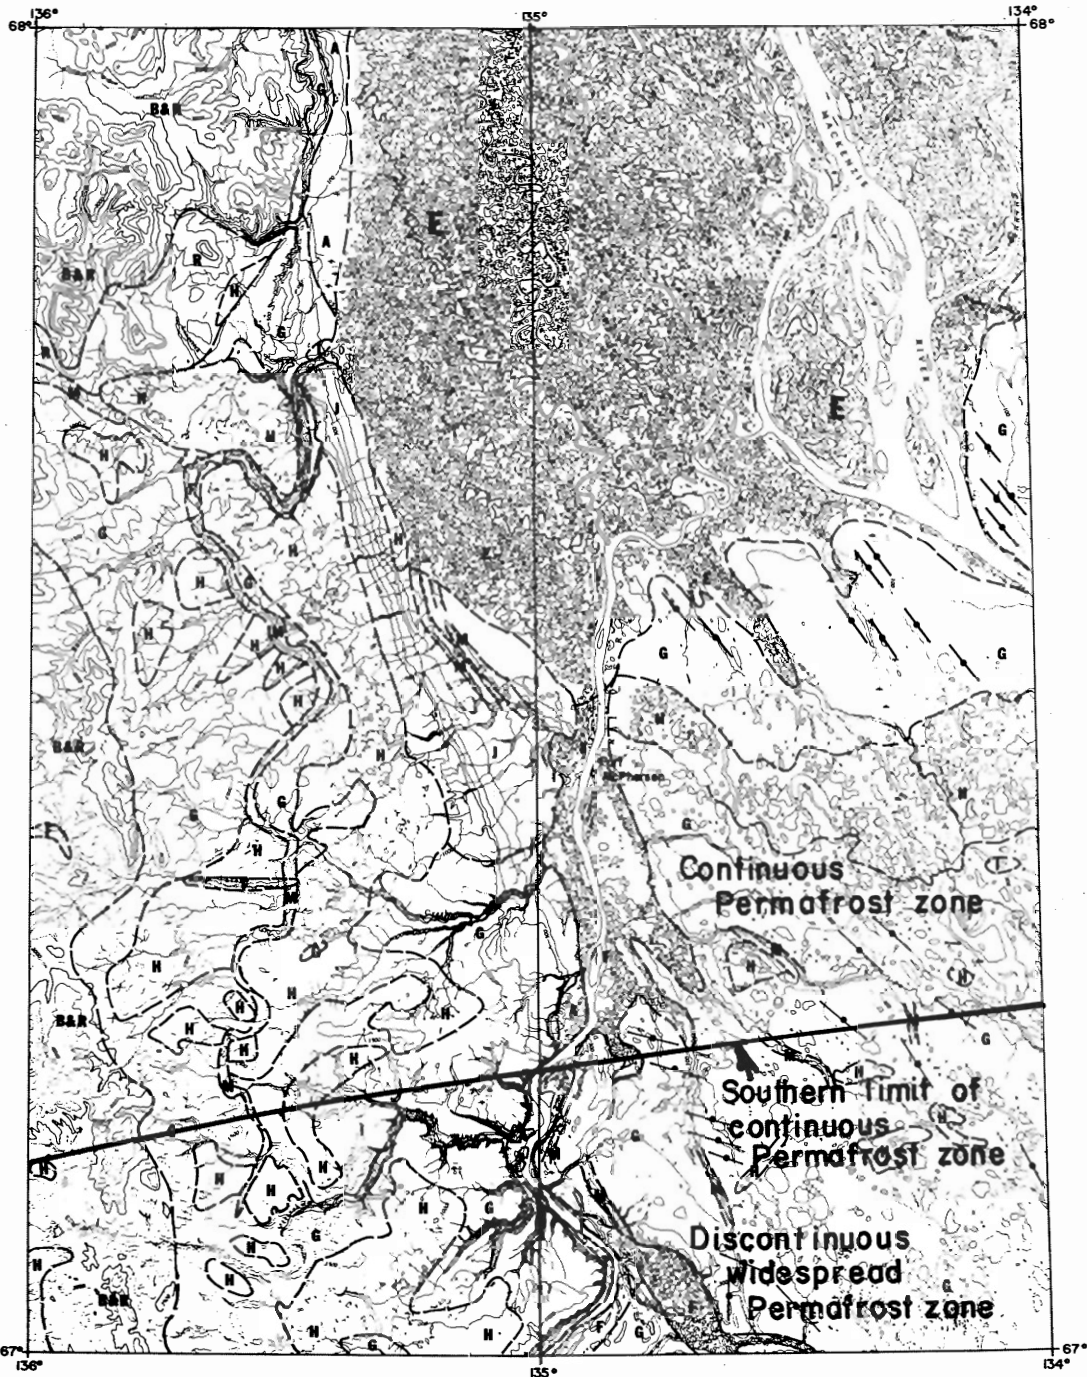 136°
135°
134°
68°
68°
A
G
B&R
E
MACKENZIE
A
R
B&R
H
G
R
RIVER
M
H
J
E
G
H
M
G
H
H
H
G
H
M
H
H
H
M
M
G
G
H
M
B&R
H
J
Fort
McPherson
G
G
H
G
H
Continuous
Permafrost zone
M
G
H
H
M
H
F
H
B&R
H
H
H
H
H
G
M
H
Southern limit of
continuous
Permafrost zone
H
H
H
H
G
M
H
G
H
G
Discontinuous
widespread
Permafrost zone
H
H
H
B&R
G
H
G
H
F
G
F
67°
67°
136°
135°
134°